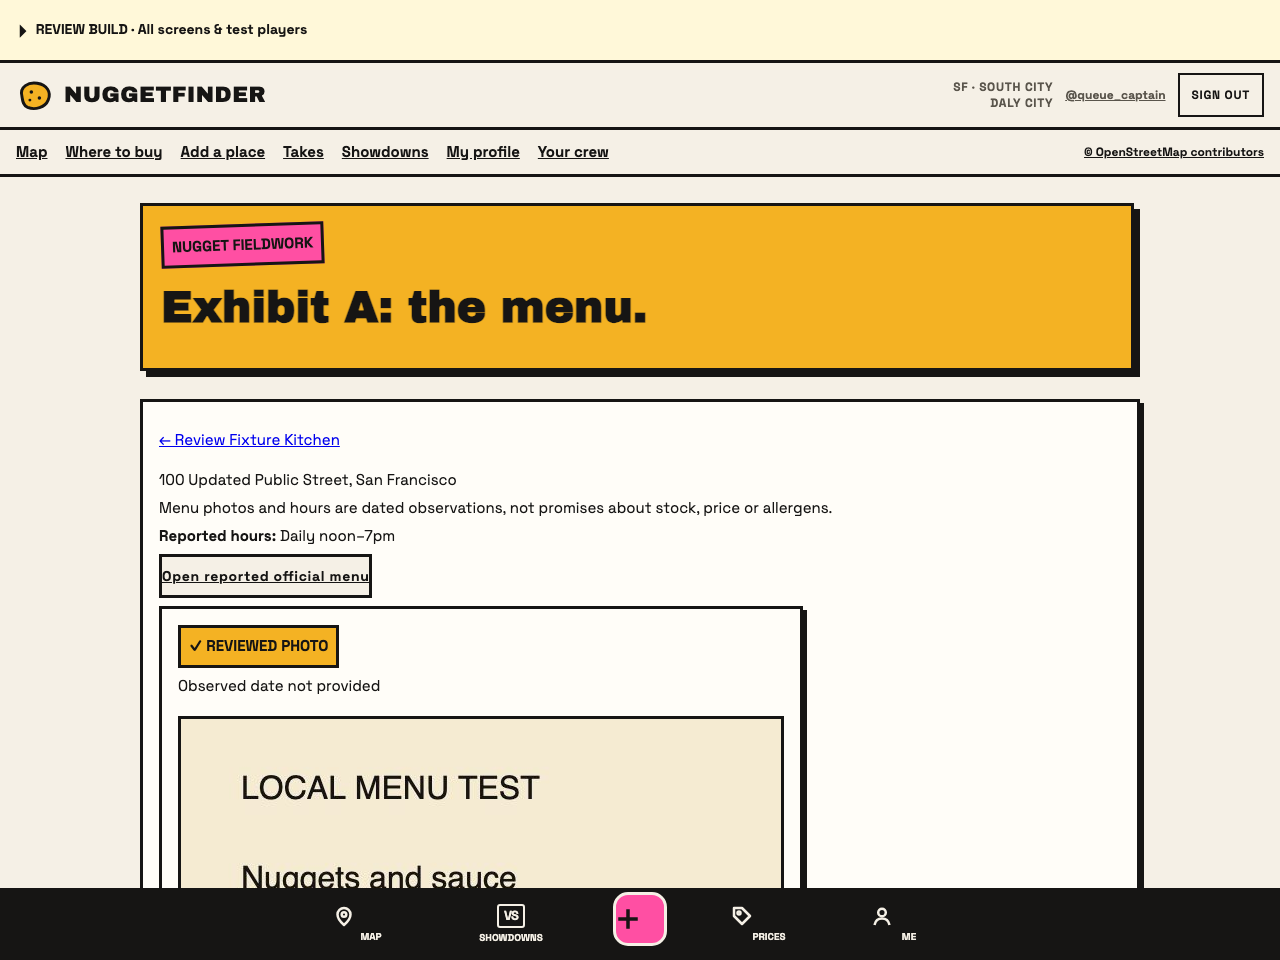 REVIEW BUILD · All screens & test players
NUGGETFINDER
SF · SOUTH CITY
DALY CITY
@queue_captain
SIGN OUT
Map
Where to buy
Add a place
Takes
Showdowns
My profile
Your crew
© OpenStreetMap contributors
NUGGET FIELDWORK
Exhibit A: the menu.
← Review Fixture Kitchen
100 Updated Public Street, San Francisco
Menu photos and hours are dated observations, not promises about stock, price or allergens.
Reported hours: Daily noon–7pm
Open reported official menu
✓ REVIEWED PHOTO
Observed date not provided
LOCAL MENU TEST
Nuggets and sauce
MAP
VS
SHOWDOWNS
+
PRICES
ME